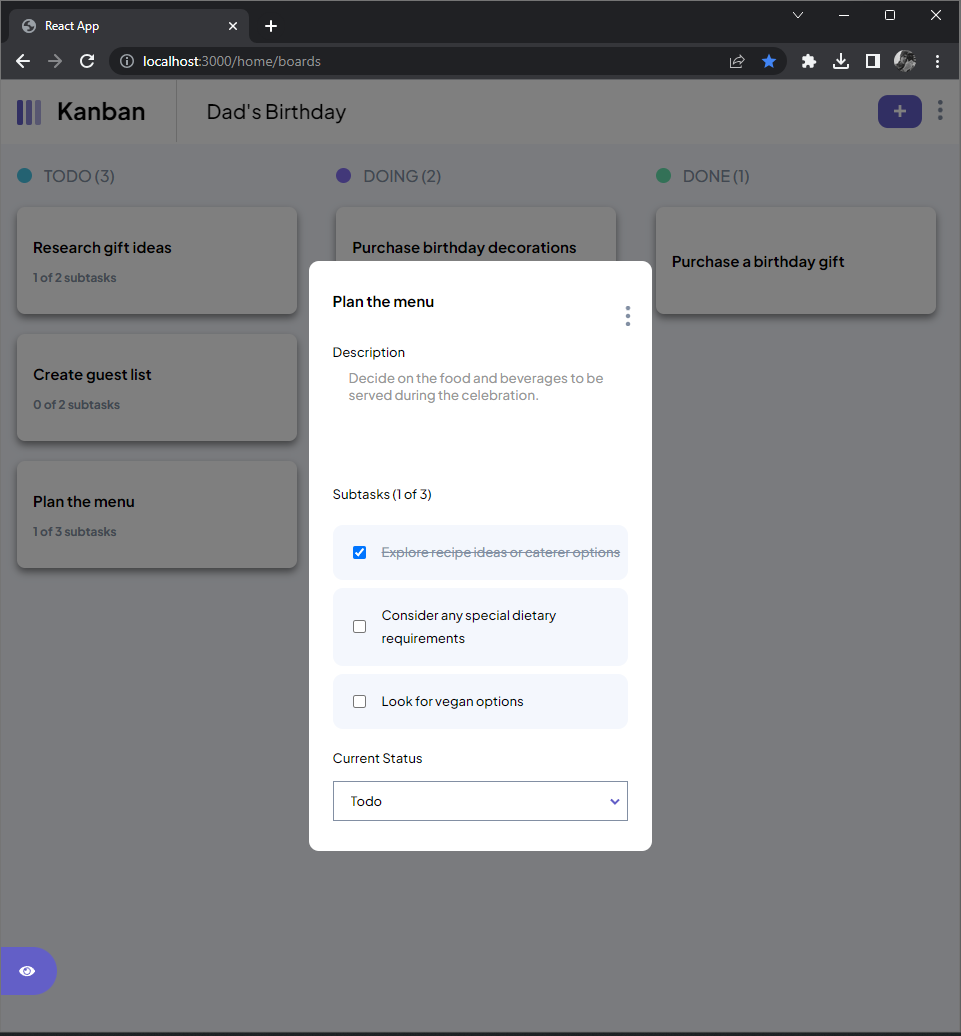 React App
localhost:3000/home/boards
Kanban
Dad's Birthday
+
TODO (3)
DOING (2)
DONE (1)
Research gift ideas
1 of 2 subtasks
Purchase birthday decorations
Purchase a birthday gift
Create guest list
0 of 2 subtasks
Plan the menu
1 of 3 subtasks
Plan the menu
Description
Decide on the food and beverages to be
served during the celebration.
Subtasks (1 of 3)
Explore recipe ideas or caterer options
Consider any special dietary
requirements
Look for vegan options
Current Status
Todo